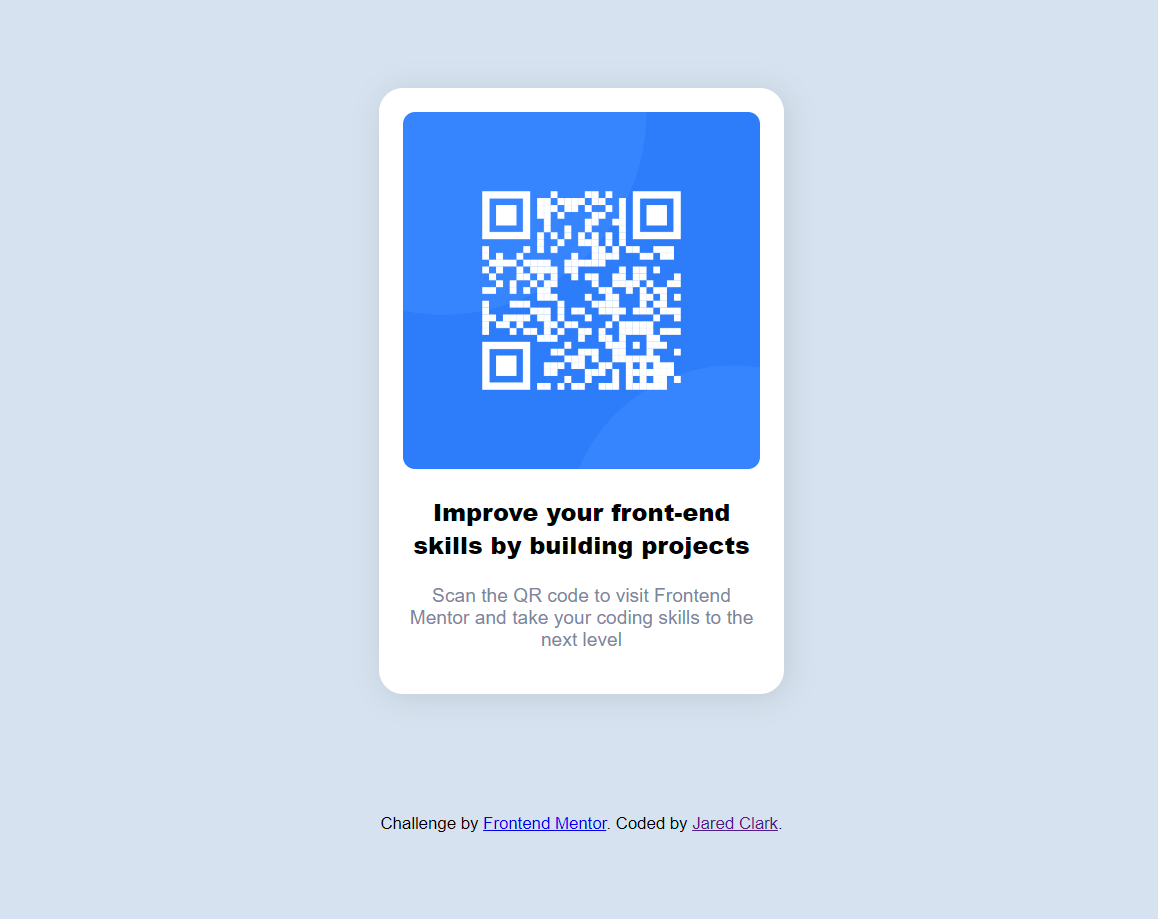 Improve your front-end
skills by building projects
Scan the QR code to visit Frontend
Mentor and take your coding skills to the
next level
Challenge by Frontend Mentor. Coded by Jared Clark.